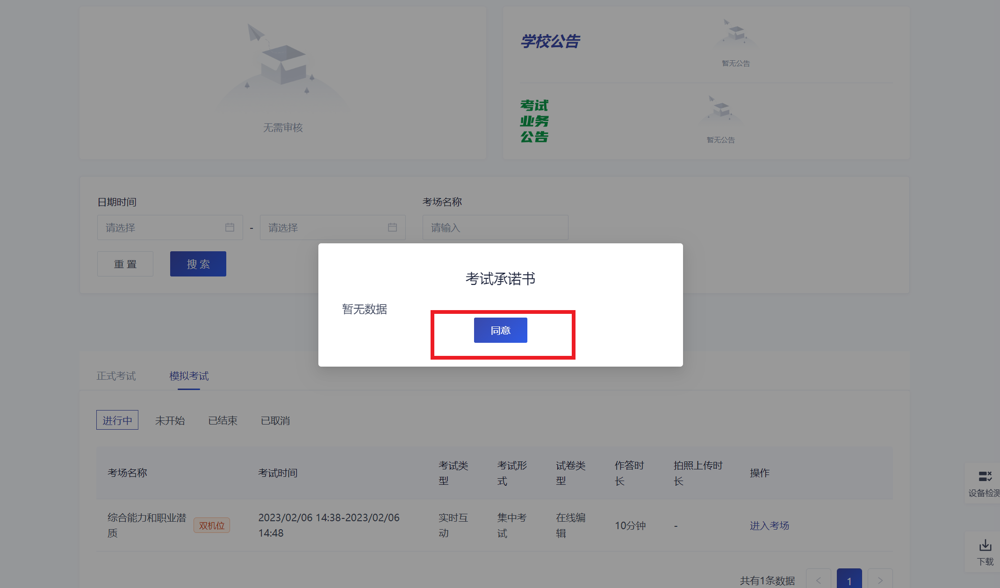 无需审核
学校公告
暂无公告
考试
业务
公告
暂无公告
日期时间
考场名称
请选择
-
请选择
请输入
重置
搜索
考试承诺书
暂无数据
同意
正式考试
模拟考试
进行中
未开始
已结束
已取消
考场名称
考试时间
考试类
型
考试形
式
试卷类
型
作答时
长
拍照上传时
长
操作
综合能力和职业潜
质
双机位
2023/02/06 14:38-2023/02/06
14:48
实时互
动
集中考
试
在线编
辑
10分钟
-
进入考场
设备检测
下载
共有1条数据
<
1
>